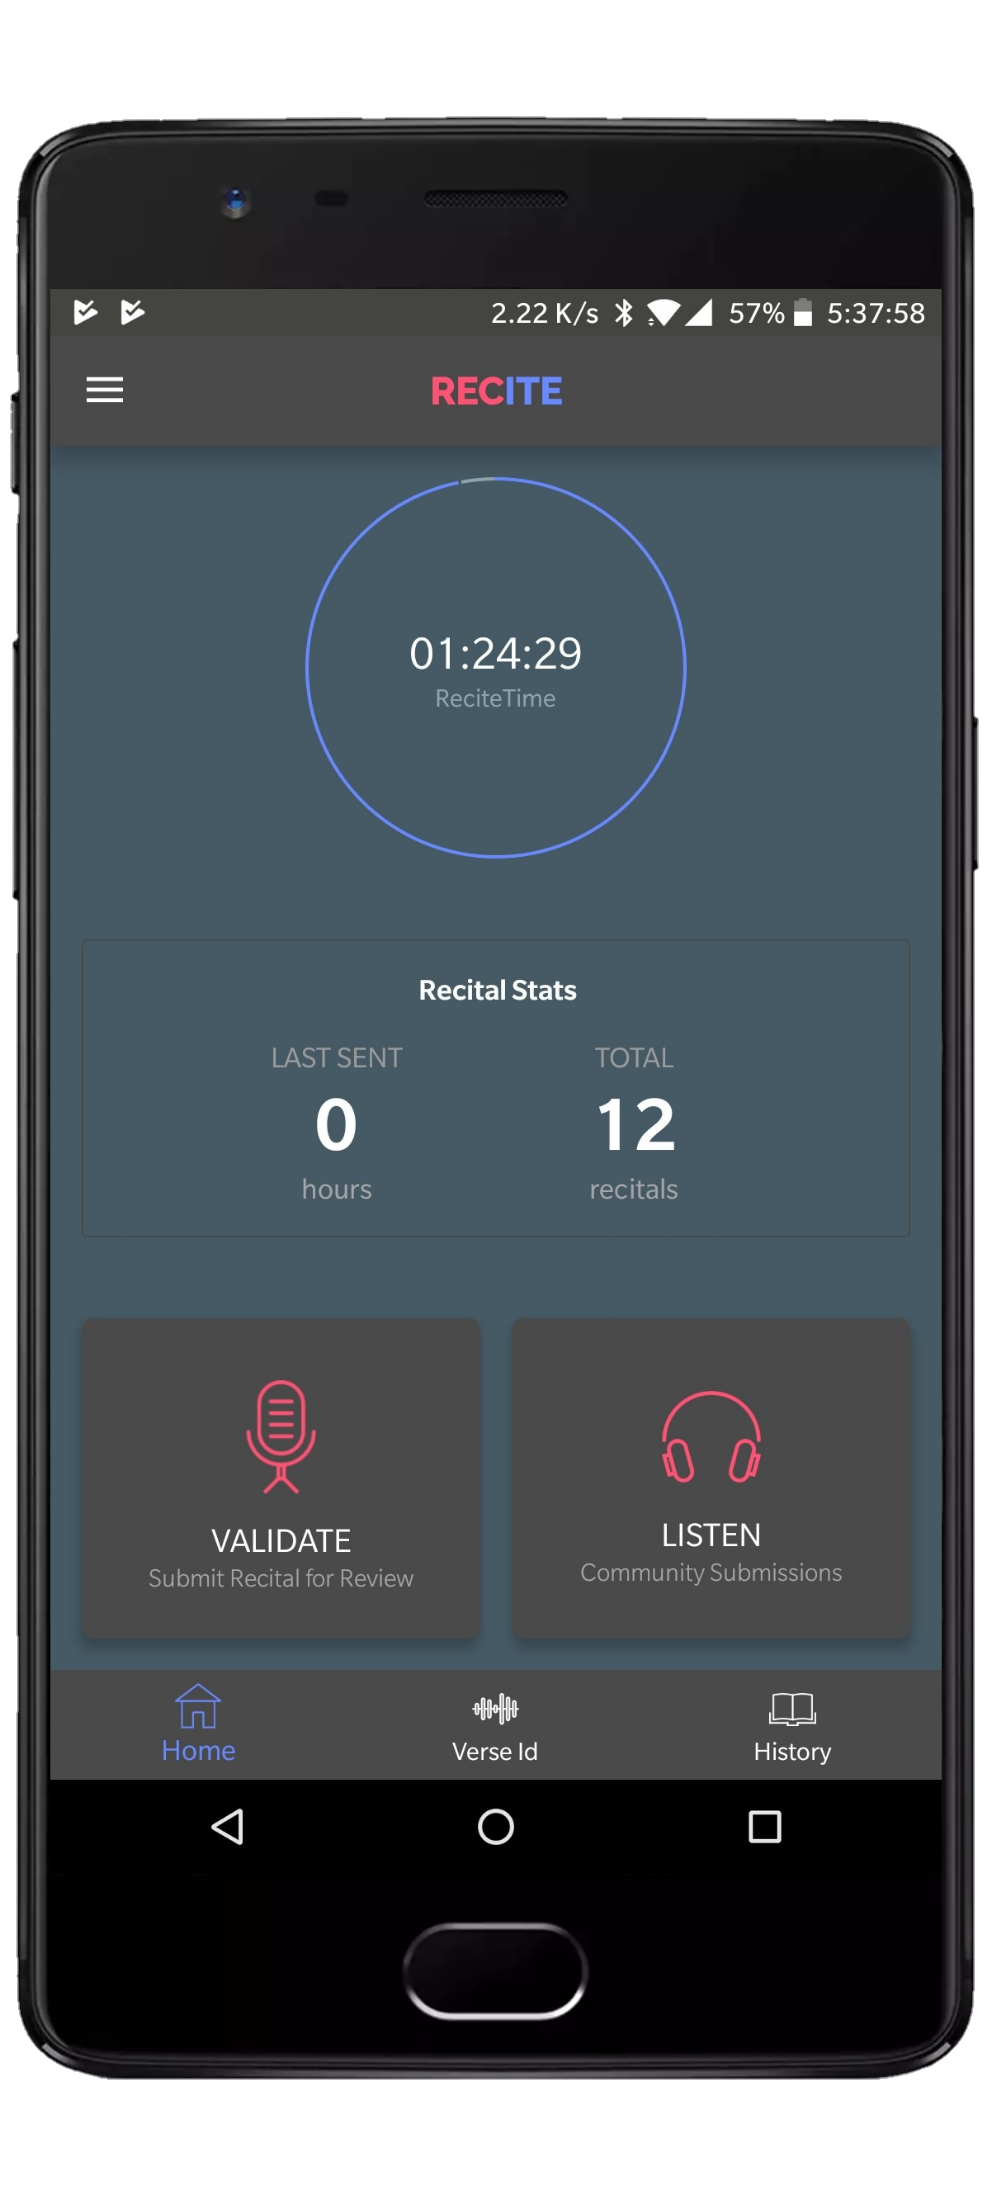 2.22 K/s 57% 5:37:58
RECITE
01:24:29
ReciteTime
Recital Stats
LAST SENT TOTAL
0 12
hours recitals
VALIDATE LISTEN
Submit Recital for Review Community Submissions
Home Verse Id History